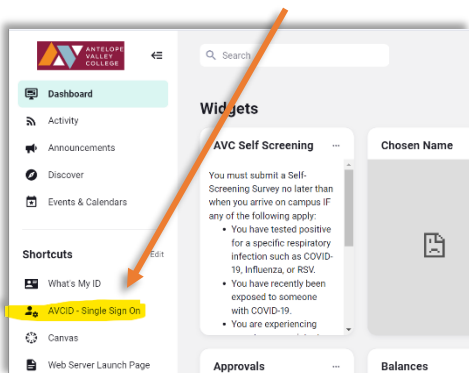 ANTELOPE
VALLEY
COLLEGE
Search
Dashboard
Activity
Announcements
Discover
Events & Calendars
Shortcuts
Edit
What's My ID
AVCID - Single Sign On
Canvas
Web Server Launch Page
Widgets
AVC Self Screening
You must submit a Self-
Screening Survey no later than
when you arrive on campus IF
any of the following apply:
• You have tested positive
for a specific respiratory
infection such as COVID-
19, Influenza, or RSV.
• You have recently been
exposed to someone
with COVID-19.
• You are experiencing
Chosen Name
Approvals
Balances